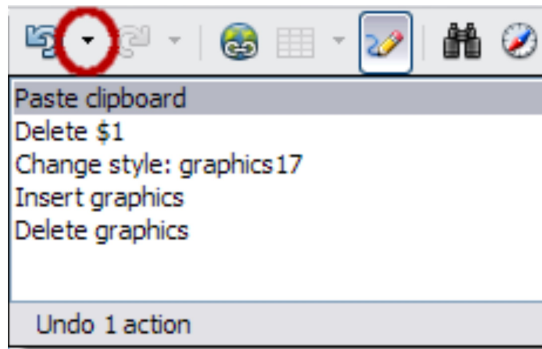 Paste clipboard
Delete $1
Change style: graphics17
Insert graphics
Delete graphics
Undo 1 action